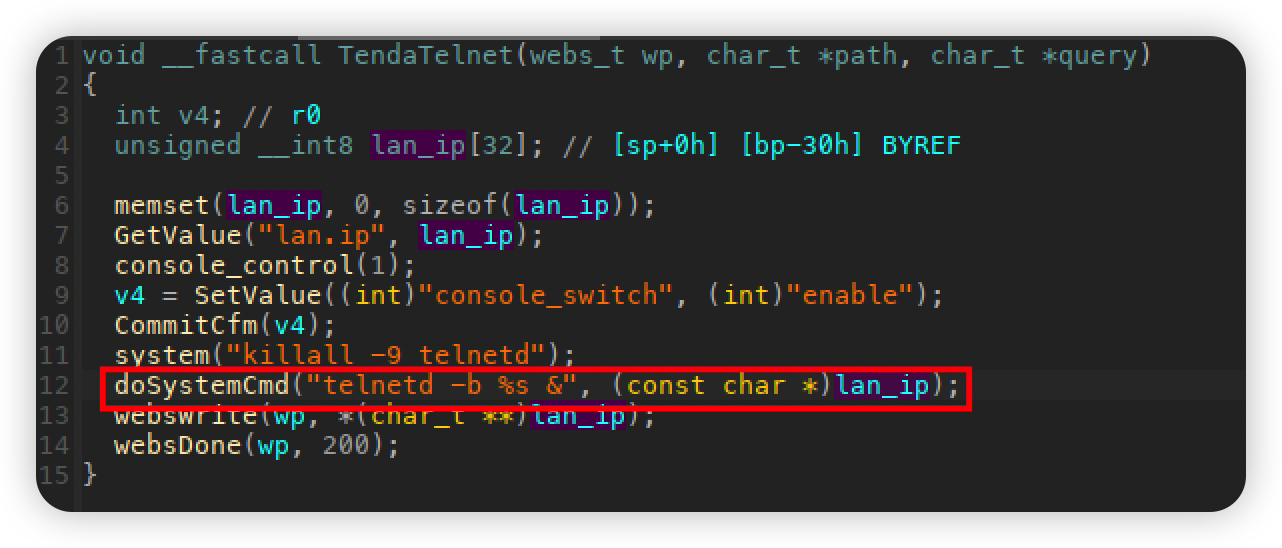 1 void __fastcall TendaTelnet(webs_t wp, char_t *path, char_t *query)
2 {
3   int v4; // r0
4   unsigned __int8 lan_ip[32]; // [sp+0h] [bp-30h] BYREF
5
6   memset(lan_ip, 0, sizeof(lan_ip));
7   GetValue("lan.ip", lan_ip);
8   console_control(1);
9   v4 = SetValue((int)"console_switch", (int)"enable");
10   CommitCfm(v4);
11   system("killall -9 telnetd");
12   doSystemCmd("telnetd -b %s &", (const char *)lan_ip);
13   websWrite(wp, *(char_t **)lan_ip);
14   websDone(wp, 200);
15 }